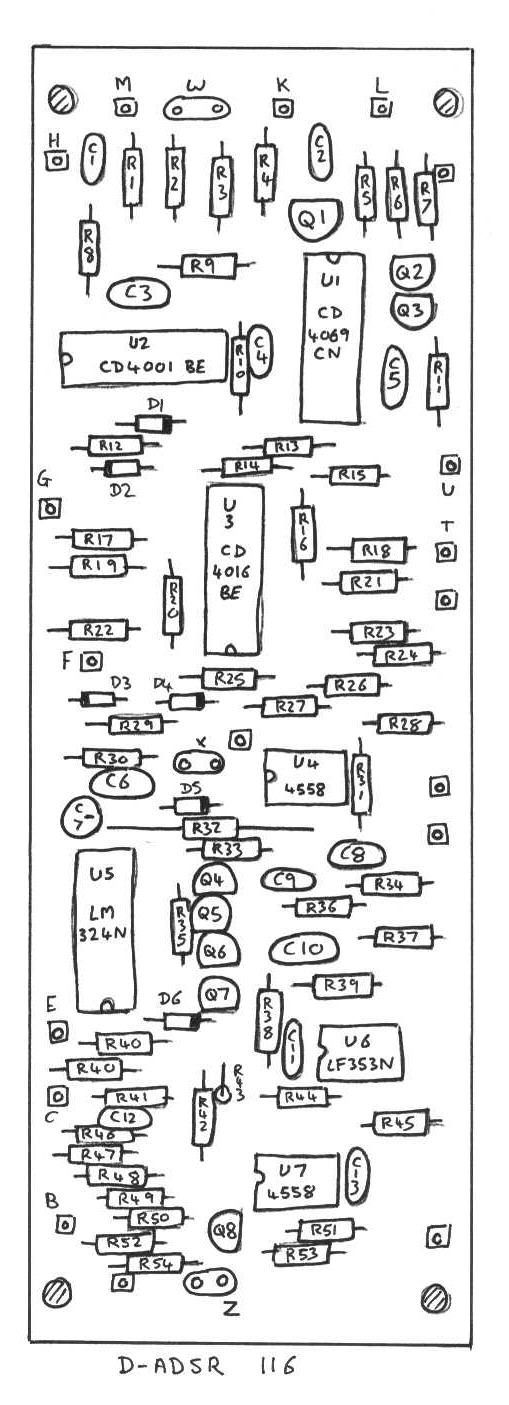 M W K L
H C1 R1 R2 R3 R4 C2 R5 R6 R7
Q1
R8 R9 U1 Q2
C3 CD Q3
4069
CN
U2
CD4001 BE R10 C4 C5 R11
D1
R12 R13
D2 R14 R15
G U
U3 R16 T
R17 CD R18
R19 4016 R21
BE
R20
R22 R23
R24
F R25
D3 D4 R26
R29 R27 R28
R30 X U4
C6 4558 R31
D5
C7 R32
R33 C8
U5 Q4 C9 R34
LM R35 Q5 R36
324N Q6 C10 R37
Q7 R39
E D6 R38
R40 C11 U6
R40 R43 LF353N
R41 R42 R44
C C12 R45
R46
R47
R48 U7 C13
R49 4558
B R50 Q8 R51
R52 R53
R54
Z
D-ADSR 116